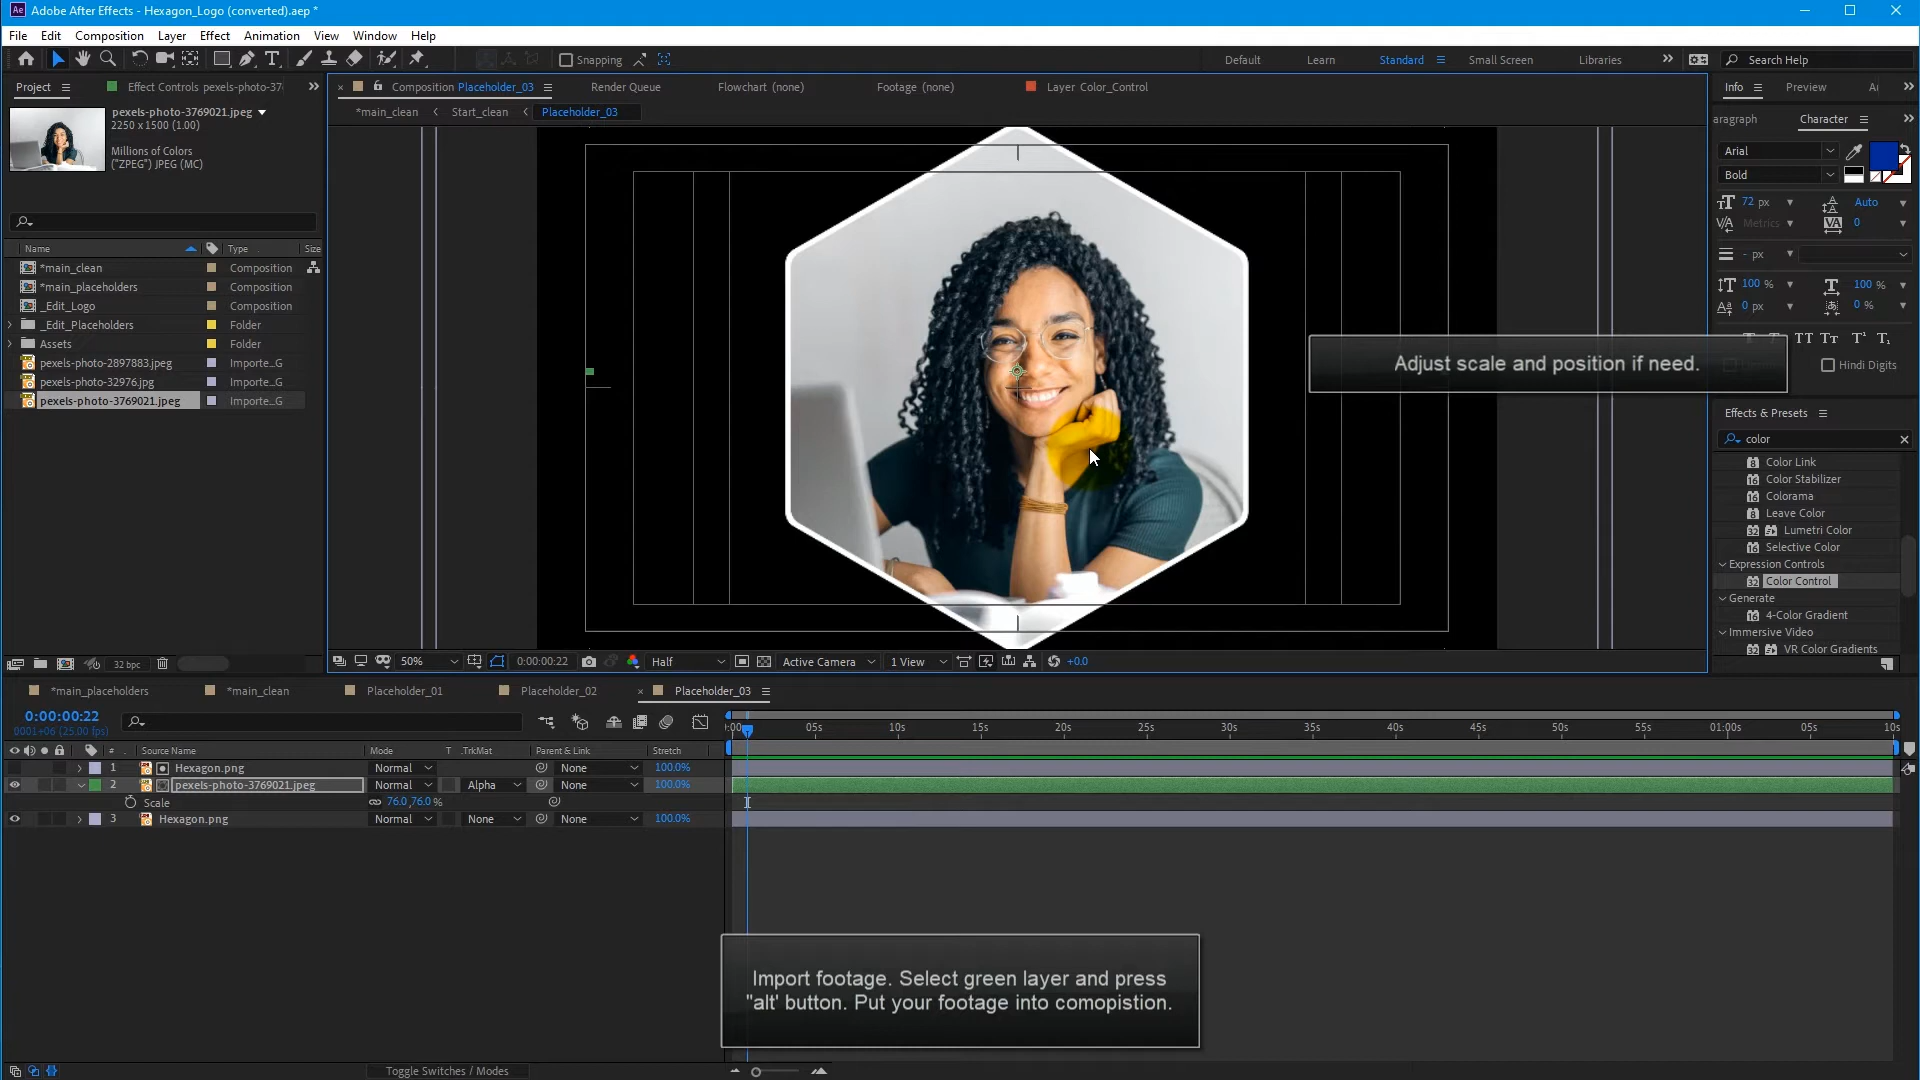 Adobe After Effects - Hexagon_Logo (converted).aep *
File Edit Composition Layer Effect Animation View Window Help
Snapping
Default Learn Standard Small Screen Libraries Search Help
Project Effect Controls pexels-photo-37
Composition Placeholder_03 Render Queue Flowchart (none) Footage (none) Layer Color_Control
Info Preview
*main_clean Start_clean Placeholder_03
pexels-photo-3769021.jpeg
2250 x 1500 (1.00)
Millions of Colors
("ZPEG") JPEG (MC)
aragraph Character
Arial
Bold
72 px Auto
Metrics 0
- px
100 % 100 %
0 px 0 %
Hindi Digits
Name Type Size
*main_clean Composition
*main_placeholders Composition
_Edit_Logo Composition
_Edit_Placeholders Folder
Assets Folder
pexels-photo-2897883.jpeg Importe...G
pexels-photo-32976.jpg Importe...G
pexels-photo-3769021.jpeg Importe...G
Adjust scale and position if need.
Effects & Presets
color
Color Link
Color Stabilizer
Colorama
Leave Color
Lumetri Color
Selective Color
Expression Controls
Color Control
Generate
4-Color Gradient
Immersive Video
VR Color Gradients
32 bpc
50% 0:00:00:22 Half Active Camera 1 View +0.0
*main_placeholders *main_clean Placeholder_01 Placeholder_02 Placeholder_03
0:00:00:22
0001+06 (25.00 fps)
:00 05s 10s 15s 20s 25s 30s 35s 40s 45s 50s 55s 01:00s 05s 10s
# Source Name Mode T .TrkMat Parent & Link Stretch
1 Hexagon.png Normal None 100.0%
2 pexels-photo-3769021.jpeg Normal Alpha None 100.0%
Scale 76.0,76.0 %
3 Hexagon.png Normal None None 100.0%
Import footage. Select green layer and press
"alt' button. Put your footage into comopistion.
Toggle Switches / Modes